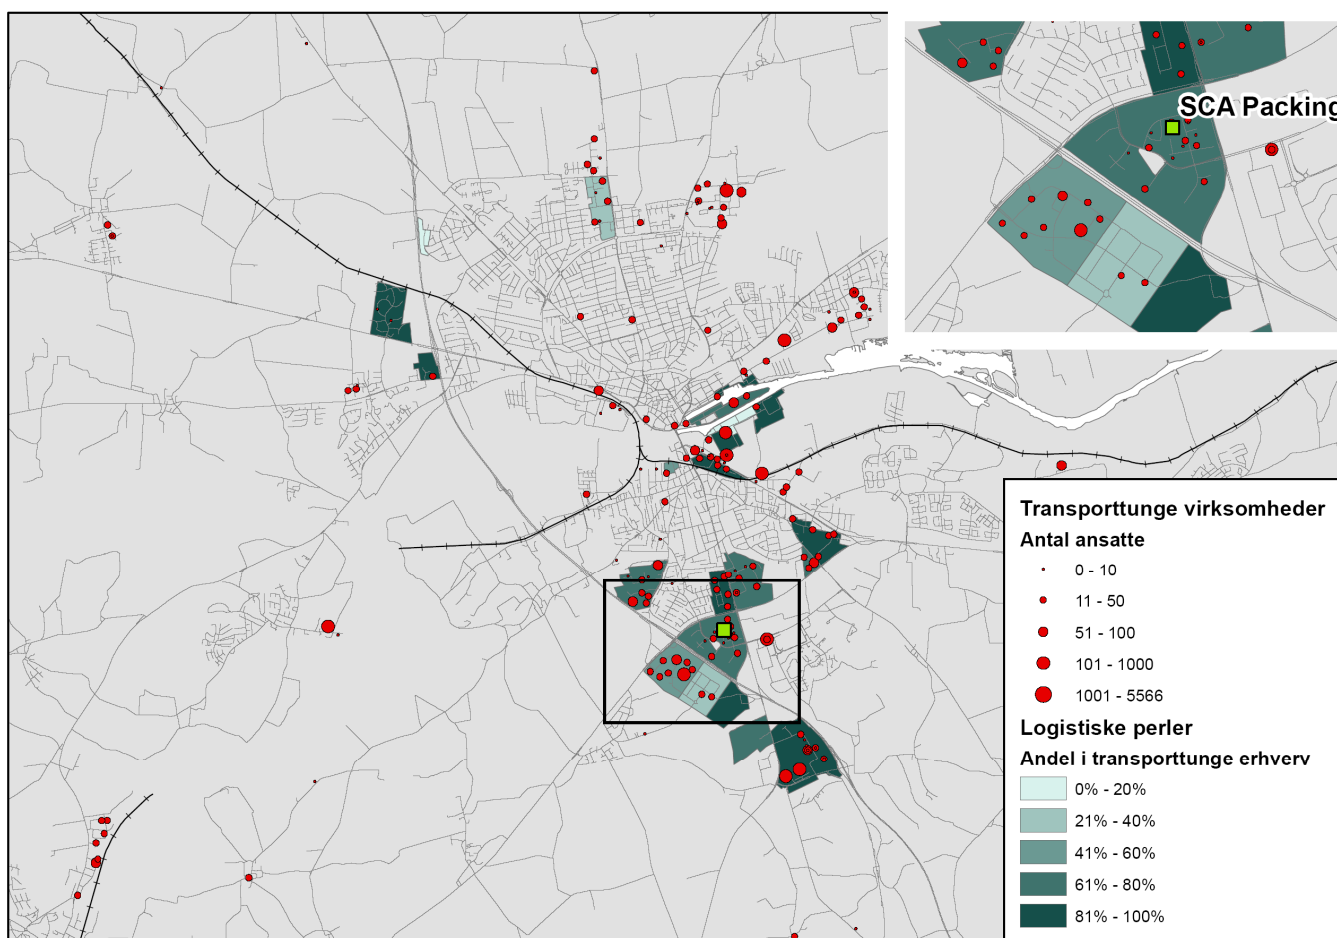 SCA Packing
Transporttunge virksomheder
Antal ansatte
0 - 10
11 - 50
51 - 100
101 - 1000
1001 - 5566
Logistiske perler
Andel i transporttunge erhverv
0% - 20%
21% - 40%
41% - 60%
61% - 80%
81% - 100%